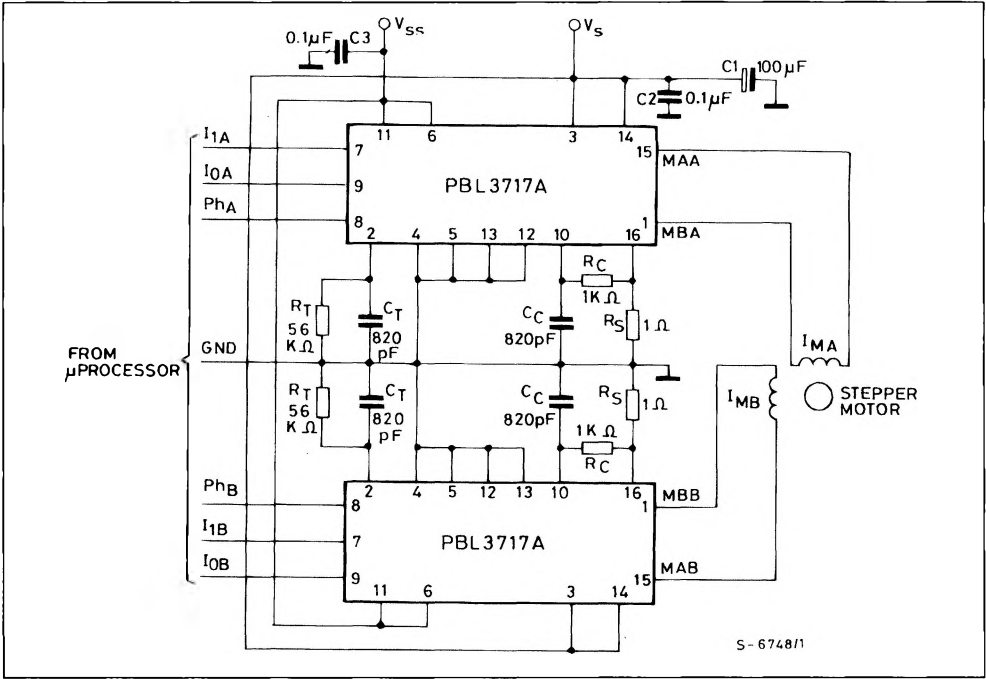 VSS
VS
0.1µF C3
C1 100µF
C2 0.1µF
11 6 3 14
I1A 7
15 MAA
PBL3717A
I0A 9
PhA 8
1 MBA
2 4 5 13 12 10 16
RC
1KΩ
RT
56
KΩ
CT
820
pF
CC
820pF
RS 1Ω
FROM
µPROCESSOR
GND
IMA
RT
56
KΩ
CT
820
pF
CC
820pF
RS 1Ω
1KΩ
RC
IMB
STEPPER
MOTOR
2 4 5 12 13 10 16
PhB 8
1 MBB
I1B 7
PBL3717A
I0B 9
15 MAB
11 6 3 14
S-6748/1